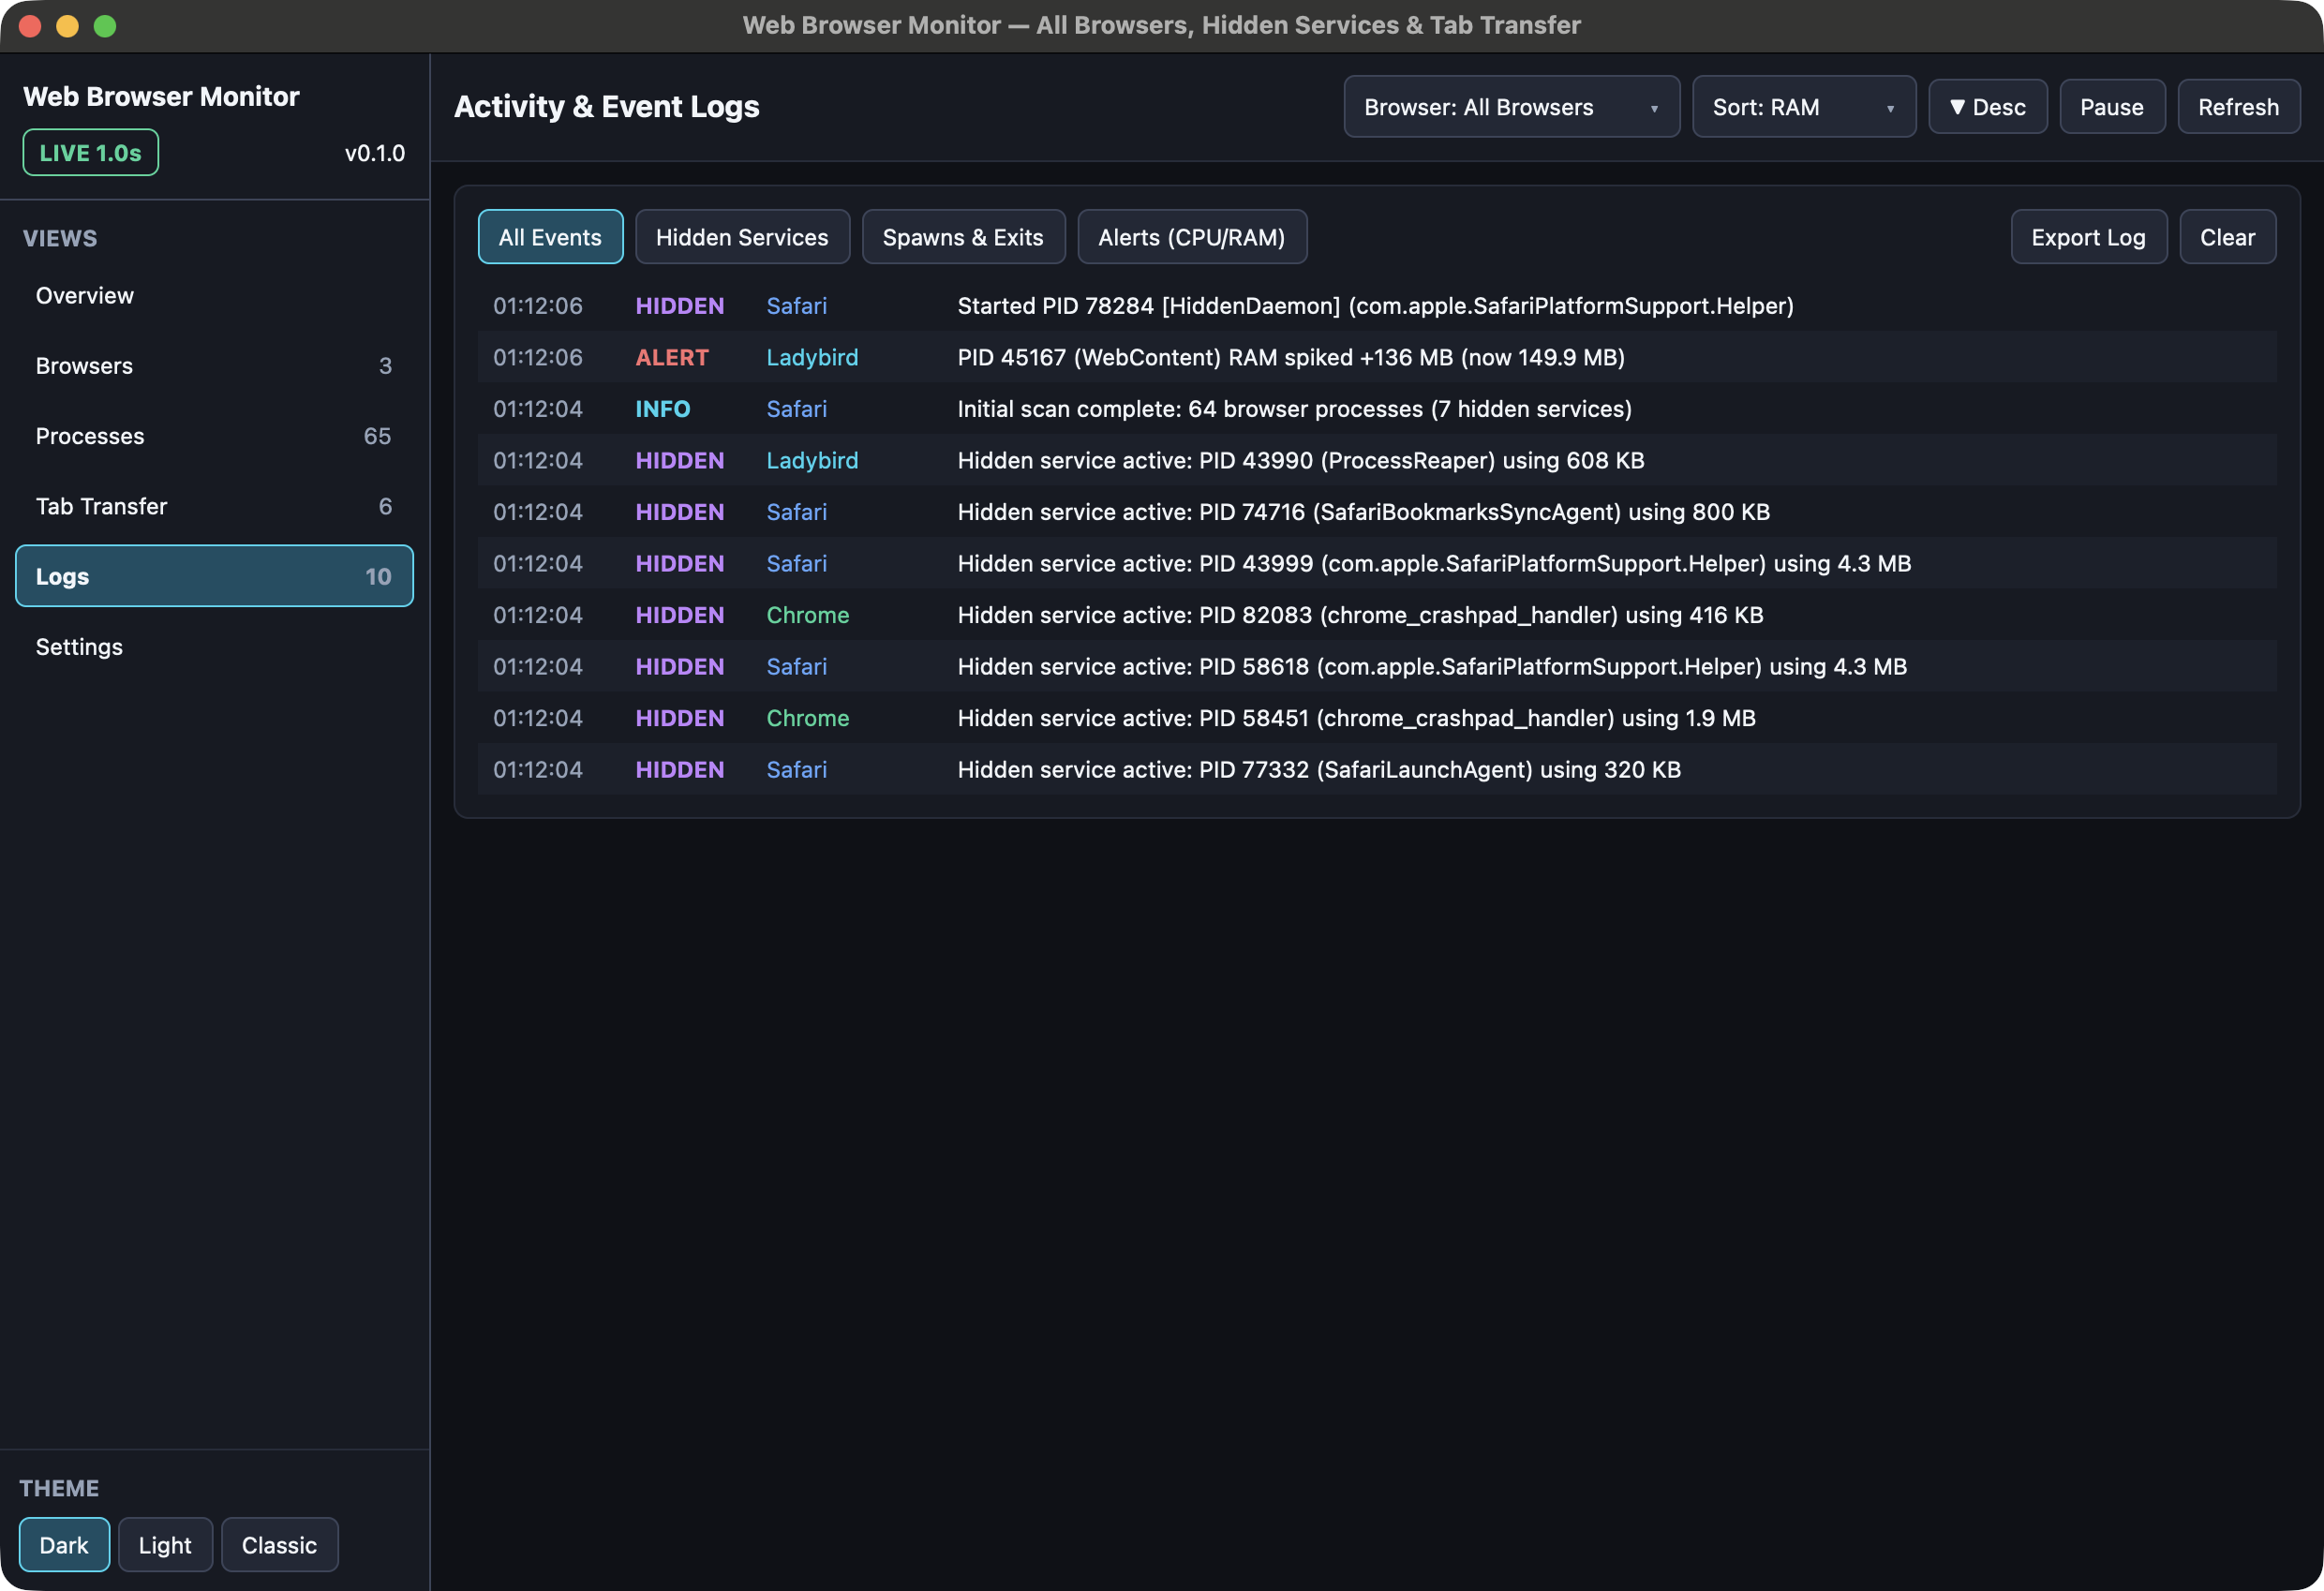 Web Browser Monitor — All Browsers, Hidden Services & Tab Transfer
Web Browser Monitor
LIVE 1.0s v0.1.0
VIEWS
Overview
Browsers 3
Processes 65
Tab Transfer 6
Logs 10
Settings
THEME
Dark Light Classic
Activity & Event Logs Browser: All Browsers ▾ Sort: RAM ▾ ▼ Desc Pause Refresh
All Events Hidden Services Spawns & Exits Alerts (CPU/RAM) Export Log Clear
01:12:06 HIDDEN Safari Started PID 78284 [HiddenDaemon] (com.apple.SafariPlatformSupport.Helper)
01:12:06 ALERT Ladybird PID 45167 (WebContent) RAM spiked +136 MB (now 149.9 MB)
01:12:04 INFO Safari Initial scan complete: 64 browser processes (7 hidden services)
01:12:04 HIDDEN Ladybird Hidden service active: PID 43990 (ProcessReaper) using 608 KB
01:12:04 HIDDEN Safari Hidden service active: PID 74716 (SafariBookmarksSyncAgent) using 800 KB
01:12:04 HIDDEN Safari Hidden service active: PID 43999 (com.apple.SafariPlatformSupport.Helper) using 4.3 MB
01:12:04 HIDDEN Chrome Hidden service active: PID 82083 (chrome_crashpad_handler) using 416 KB
01:12:04 HIDDEN Safari Hidden service active: PID 58618 (com.apple.SafariPlatformSupport.Helper) using 4.3 MB
01:12:04 HIDDEN Chrome Hidden service active: PID 58451 (chrome_crashpad_handler) using 1.9 MB
01:12:04 HIDDEN Safari Hidden service active: PID 77332 (SafariLaunchAgent) using 320 KB